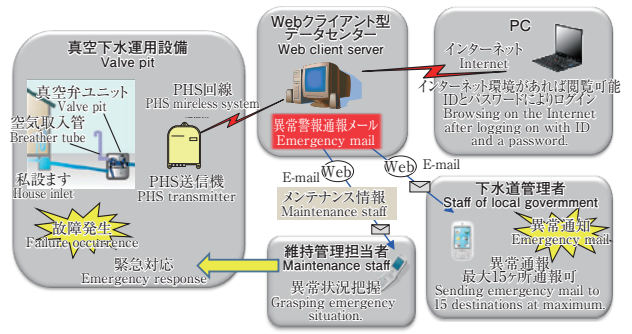 真空下水運用設備
Valve pit
真空弁ユニット
Valve pit
空気取入管
Breather tube
私設ます
House inlet
PHS回線
PHS mireless system
PHS送信機
PHS transmitter
故障発生
Failure occurrence
緊急対応
Emergency response
Webクライアント型
データセンター
Web client server
異常警報通報メール
Emergency mail
E-mail
Web
Web
E-mail
メンテナンス情報
Maintenance staff
維持管理担当者
Maintenance staff
異常状況把握
Grasping emergency
situation.
PC
インターネット
Internet
インターネット環境があれば閲覧可能
IDとパスワードによりログイン
Browsing on the Internet
after logging on with ID
and a password.
下水道管理者
Staff of local govermment
異常通知
Emergency mail
異常通報
最大15ヶ所通報可
Sending emergency mail to
15 destinations at maximum.